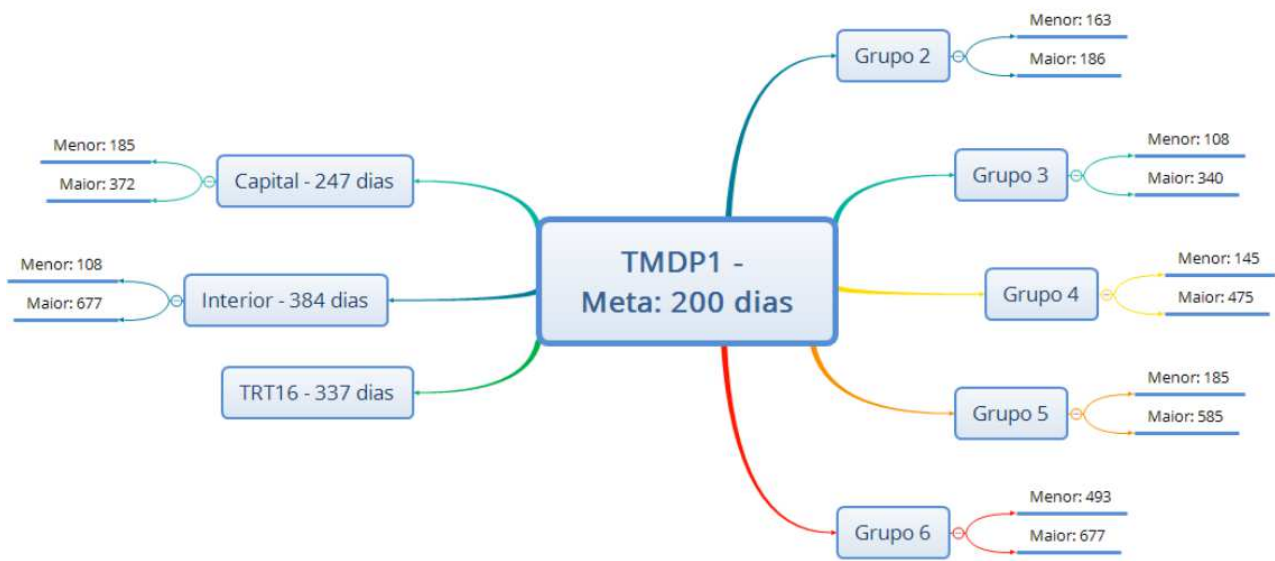 TMDP1 -
Meta: 200 dias
Capital - 247 dias
Menor: 185
Maior: 372
Interior - 384 dias
Menor: 108
Maior: 677
TRT16 - 337 dias
Grupo 2
Menor: 163
Maior: 186
Grupo 3
Menor: 108
Maior: 340
Grupo 4
Menor: 145
Maior: 475
Grupo 5
Menor: 185
Maior: 585
Grupo 6
Menor: 493
Maior: 677